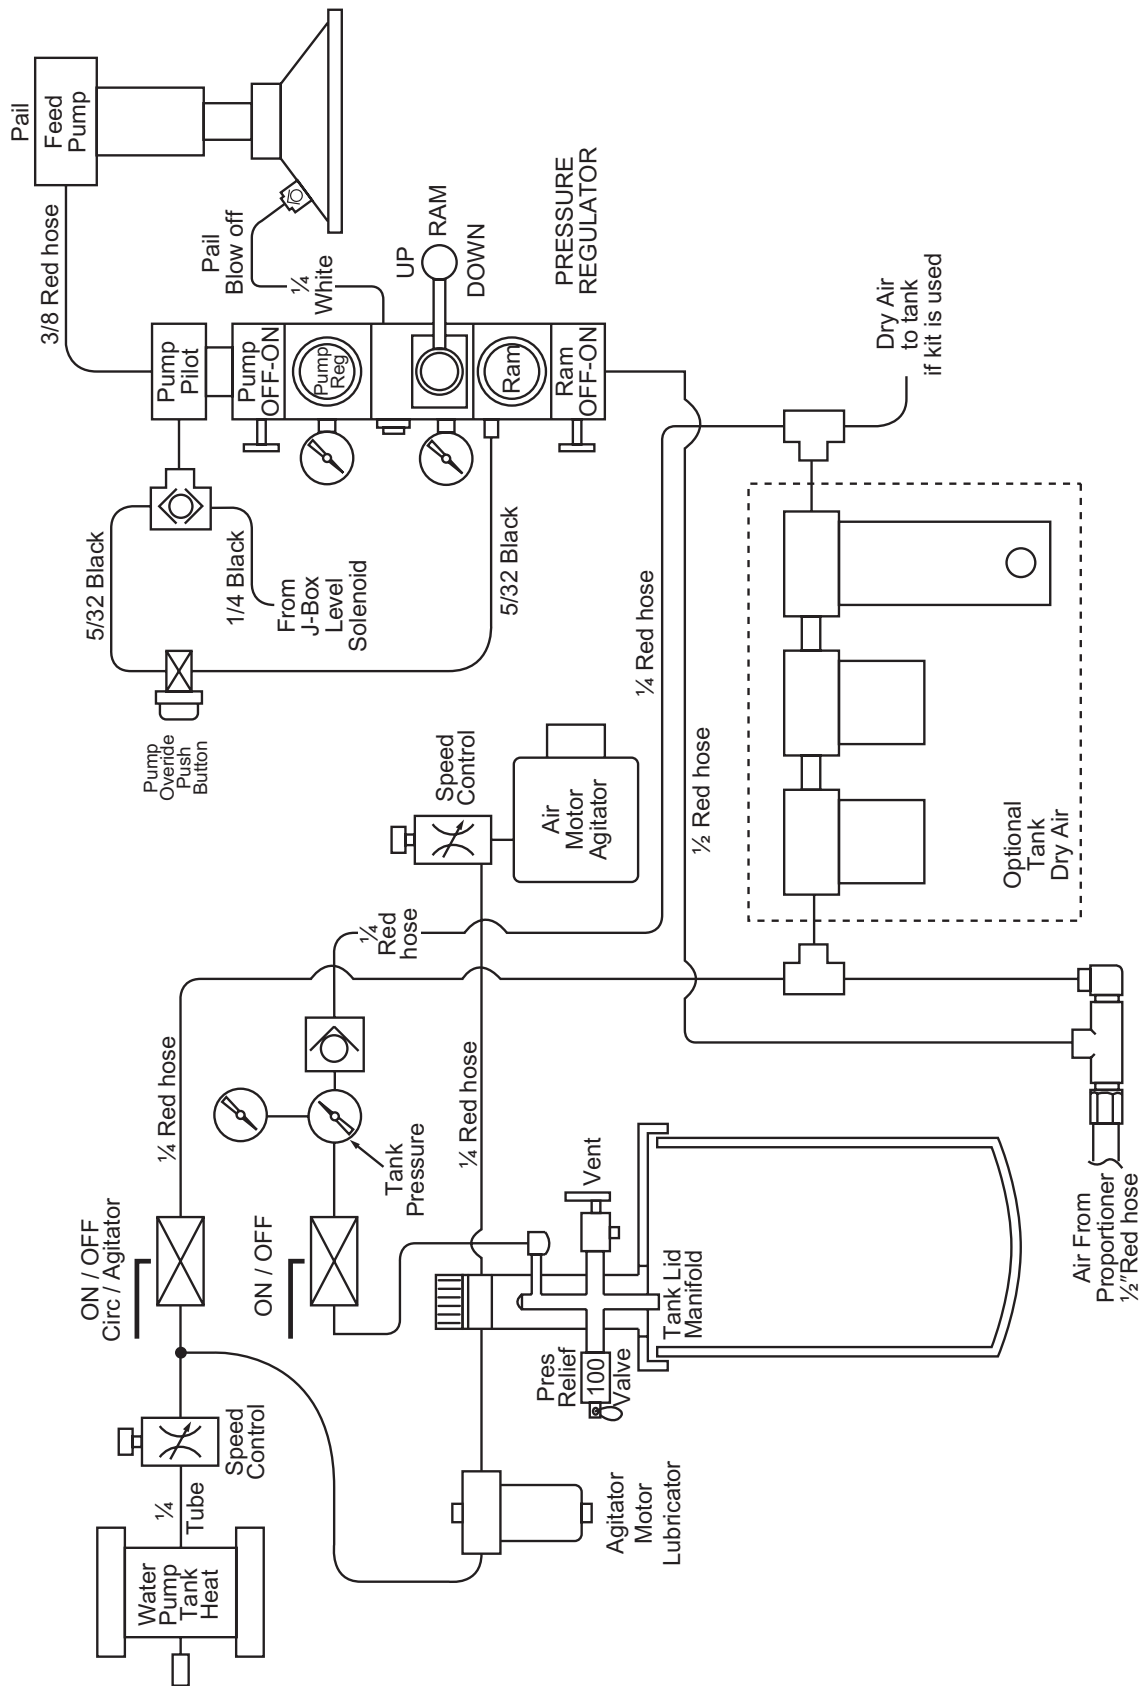 Pail
Feed
Pump
3/8 Red hose
Pail
Blow off
¼
White
UP
RAM
DOWN
PRESSURE
REGULATOR
Pump
Pilot
Pump
OFF-ON
Pump
Reg
Ram
Ram
OFF-ON
Dry Air
to tank
if kit is used
5/32 Black
1/4 Black
From
J-Box
Level
Solenoid
5/32 Black
Pump
Overide
Push
Button
¼ Red hose
½ Red hose
Speed
Control
Air
Motor
Agitator
Optional
Tank
Dry Air
¼
Red
hose
¼ Red hose
¼ Red hose
Tank
Pressure
ON / OFF
Circ / Agitator
ON / OFF
Vent
Tank Lid
Manifold
Pres
Relief
100
Valve
Air From
Proportioner
½"Red hose
Speed
Control
¼
Tube
Water
Pump
Tank
Heat
Agitator
Motor
Lubricator